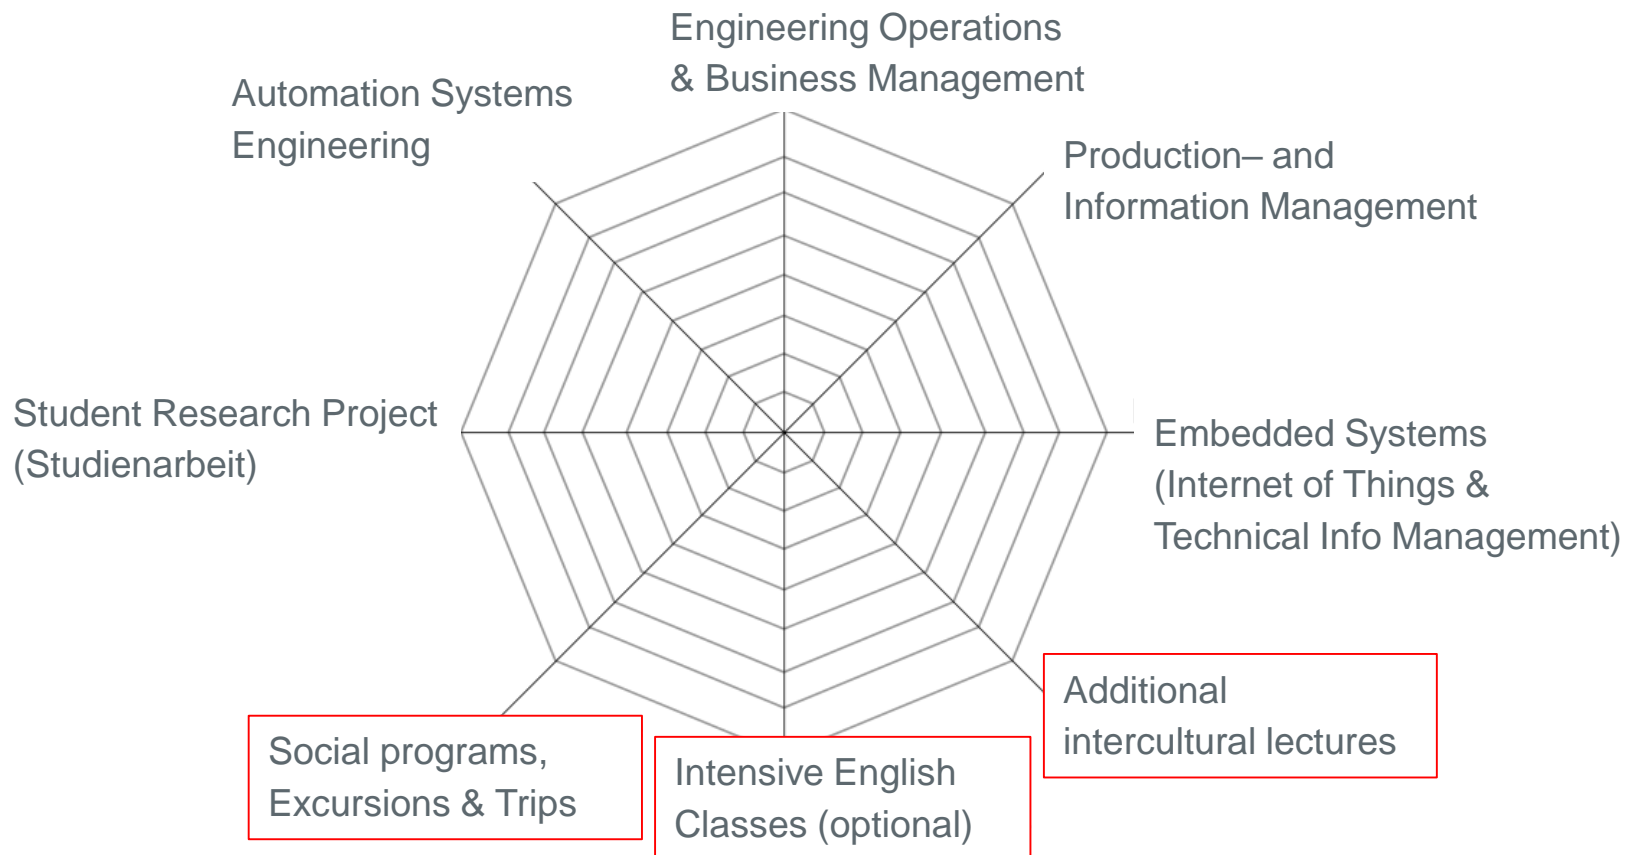 Engineering Operations
& Business Management
Automation Systems
Engineering
Production– and
Information Management
Student Research Project
(Studienarbeit)
Embedded Systems
(Internet of Things &
Technical Info Management)
Additional
intercultural lectures
Social programs,
Excursions & Trips
Intensive English
Classes (optional)